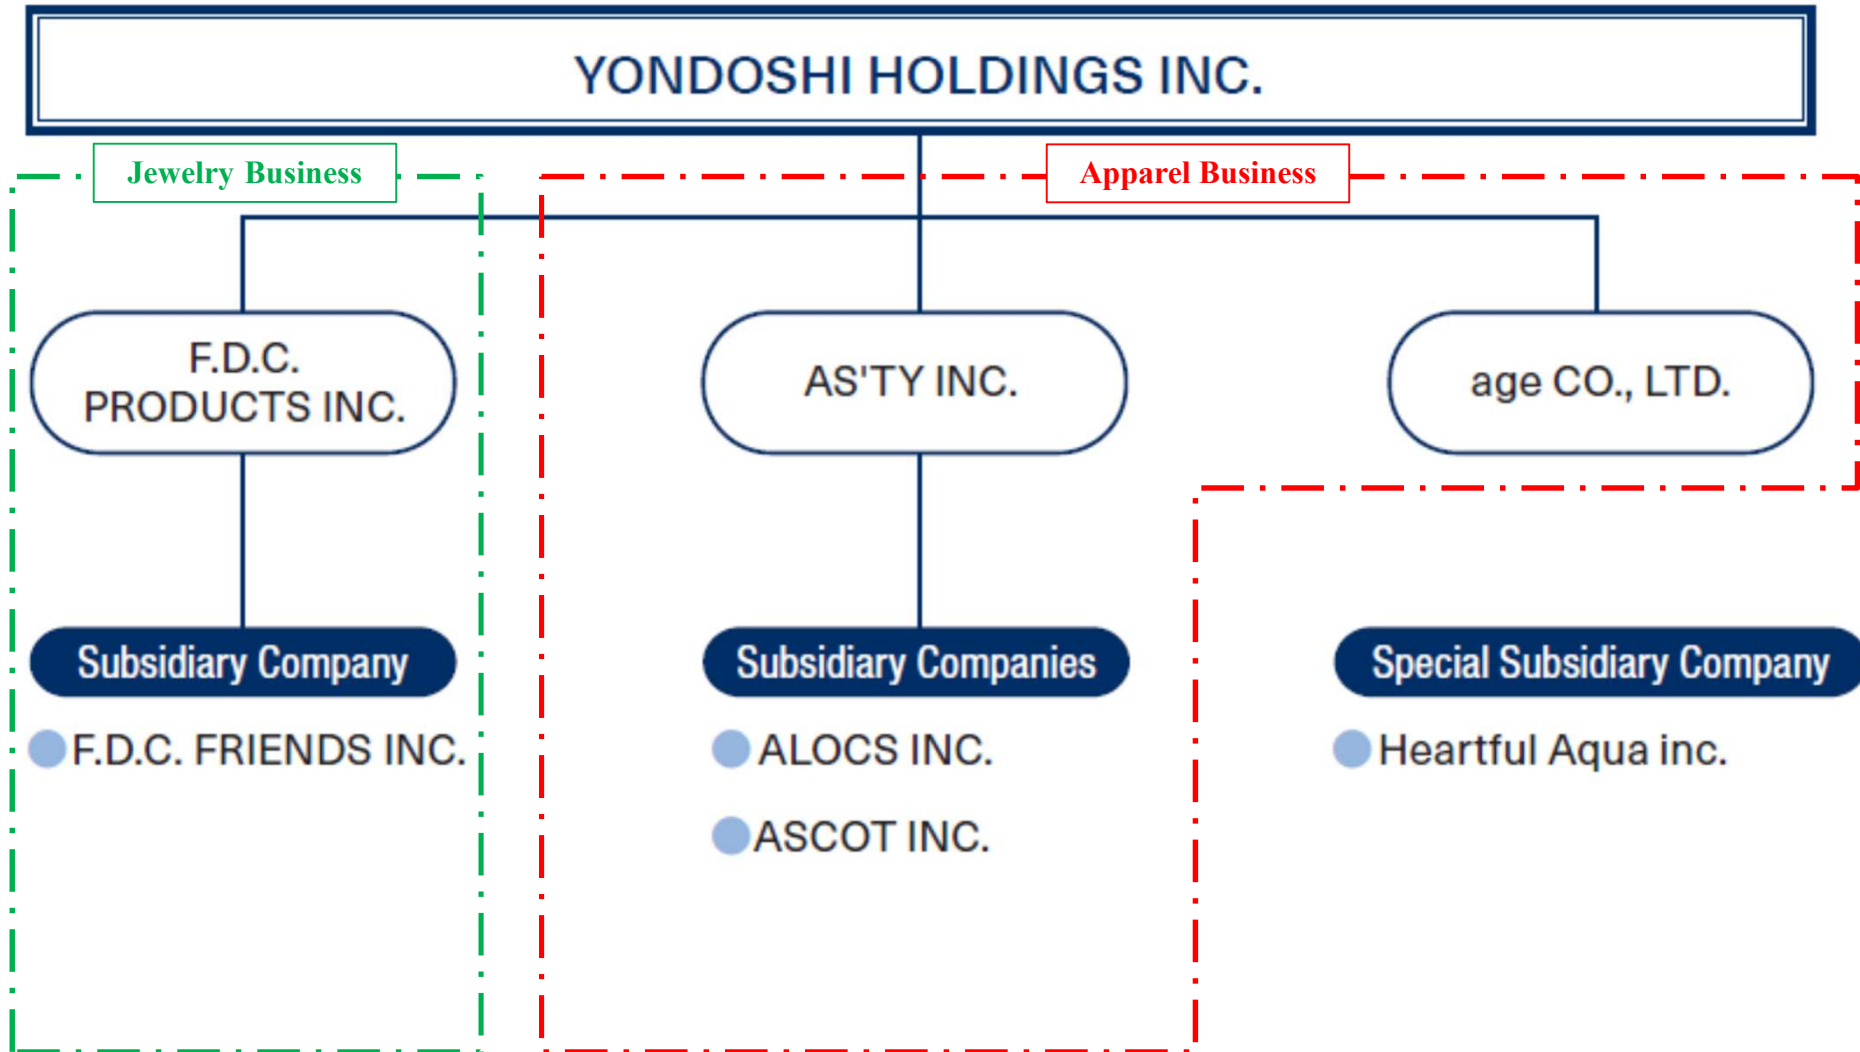 YONDOSHI HOLDINGS INC.
Jewelry Business
Apparel Business
F.D.C.
PRODUCTS INC.
AS'TY INC.
age CO., LTD.
Subsidiary Company
F.D.C. FRIENDS INC.
Subsidiary Companies
ALOCS INC.
ASCOT INC.
Special Subsidiary Company
Heartful Aqua inc.